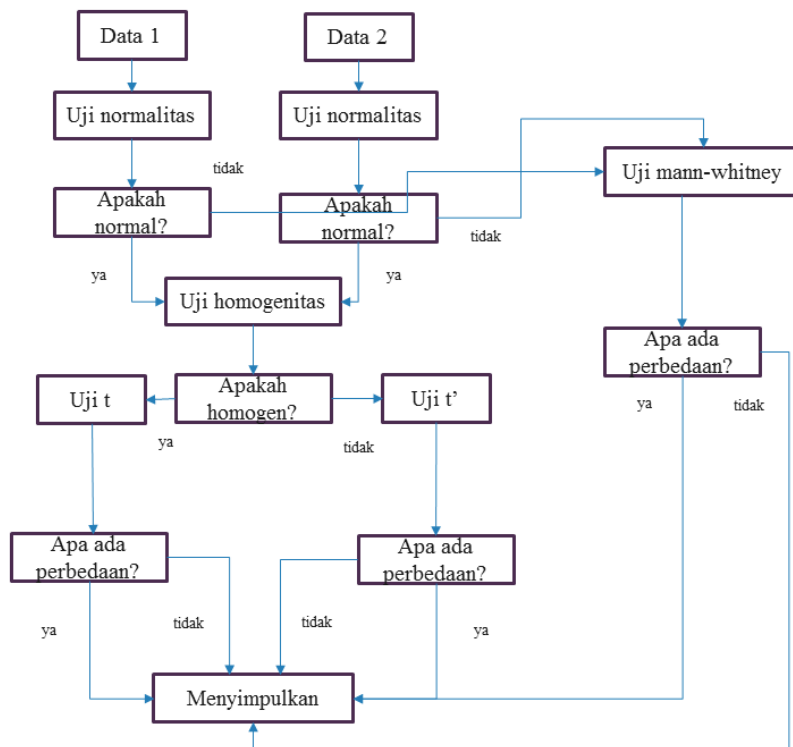 Data 1
Data 2
Uji normalitas
Uji normalitas
tidak
Uji mann-whitney
Apakah
normal?
Apakah
normal?
tidak
ya
ya
Uji homogenitas
Apa ada
perbedaan?
Uji t
Apakah
homogen?
Uji t’
ya
tidak
ya
tidak
Apa ada
perbedaan?
Apa ada
perbedaan?
ya
tidak
tidak
ya
Menyimpulkan